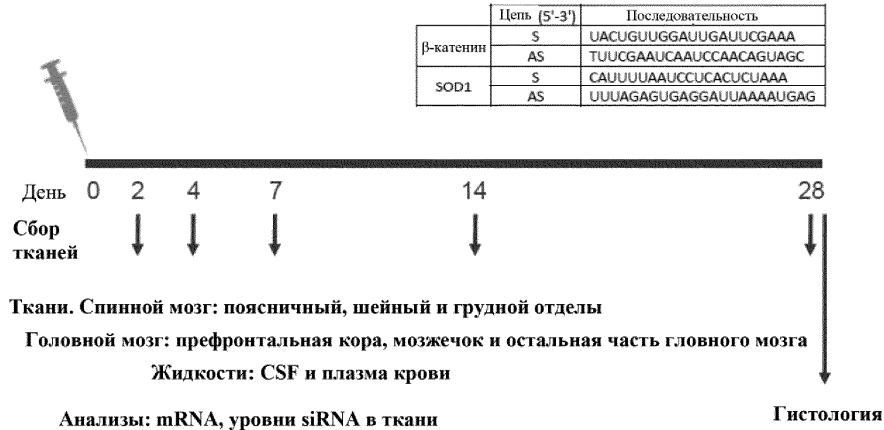 Цепь (5'-3') Последовательность
β-катенин S UACUGUUGGAUUGAUUCGAAA
AS TUUCGAAUCAAUCCAACAGUAGC
SOD1 S CAUUUUAAUCCUCACUCUAAA
AS UUUAGAGUGAGGAUUAAAAUGAG
День 0 2 4 7 14 28
Сбор
тканей
Ткани. Спинной мозг: поясничный, шейный и грудной отделы
Головной мозг: префронтальная кора, мозжечок и остальная часть гловного мозга
Жидкости: CSF и плазма крови
Анализы: mRNA, уровни siRNA в ткани
Гистология